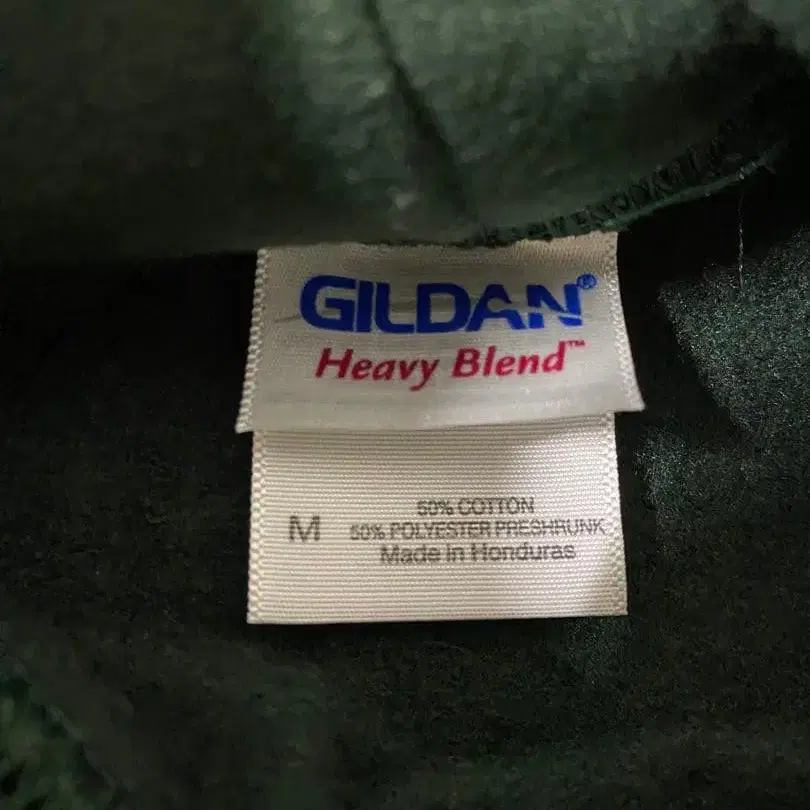 GILDAN®
Heavy Blend™
50% COTTON
M 50% POLYESTER PRESHRUNK
Made in Honduras